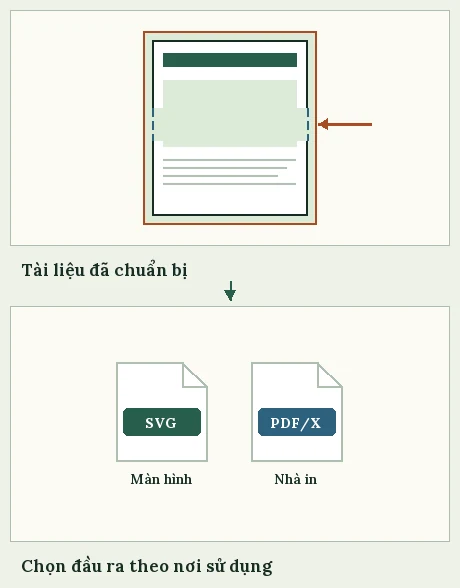 Tài liệu đã chuẩn bị
SVG
PDF/X
Màn hình
Nhà in
Chọn đầu ra theo nơi sử dụng